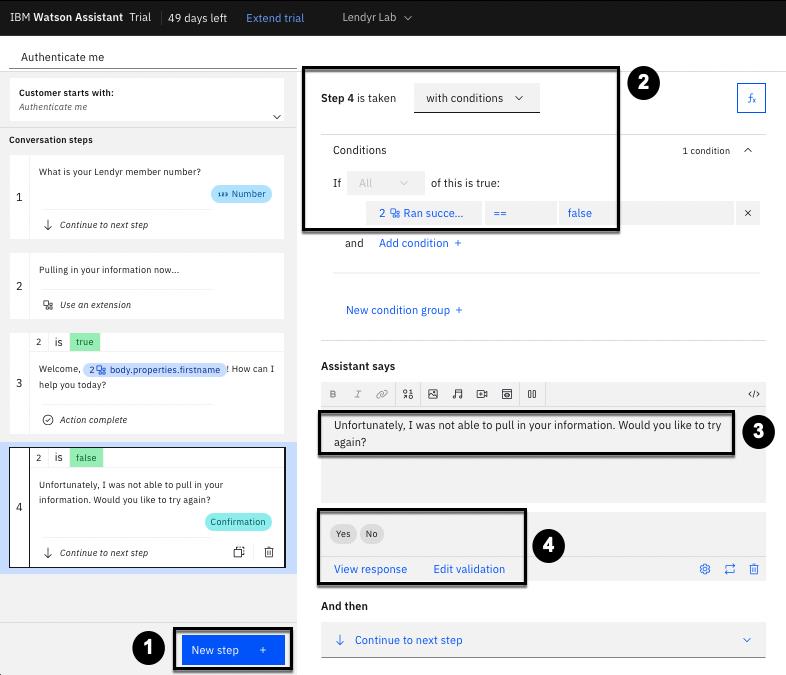 IBM Watson Assistant Trial 49 days left Extend trial Lendyr Lab
Authenticate me
Customer starts with:
Authenticate me
Conversation steps
1
What is your Lendyr member number?
123 Number
Continue to next step
2
Pulling in your information now...
Use an extension
2 is true
3
Welcome, 2 body.properties.firstname! How can I
help you today?
Action complete
2 is false
4
Unfortunately, I was not able to pull in your
information. Would you like to try again?
Confirmation
Continue to next step
1
New step +
2
Step 4 is taken with conditions
fx
Conditions 1 condition
If All of this is true:
2 Ran succe... == false ×
and Add condition +
New condition group +
Assistant says
B I </>
Unfortunately, I was not able to pull in your information. Would you like to try
again?
3
Yes No
View response Edit validation
4
And then
Continue to next step